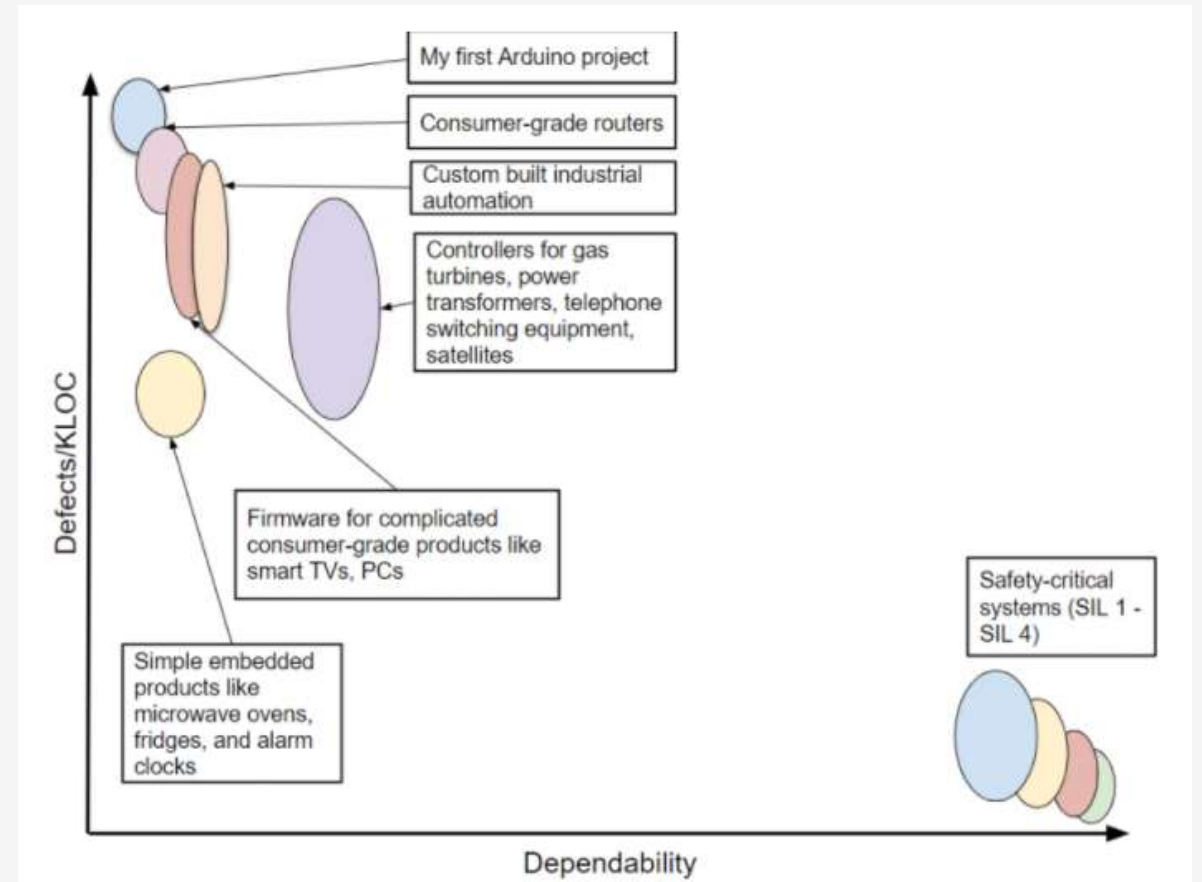 My first Arduino project
Consumer-grade routers
Custom built industrial
automation
Controllers for gas
turbines, power
transformers, telephone
switching equipment,
satellites
Defects/KLOC
Firmware for complicated
consumer-grade products like
smart TVs, PCs
Safety-critical
systems (SIL 1 -
SIL 4)
Simple embedded
products like
microwave ovens,
fridges, and alarm
clocks
Dependability